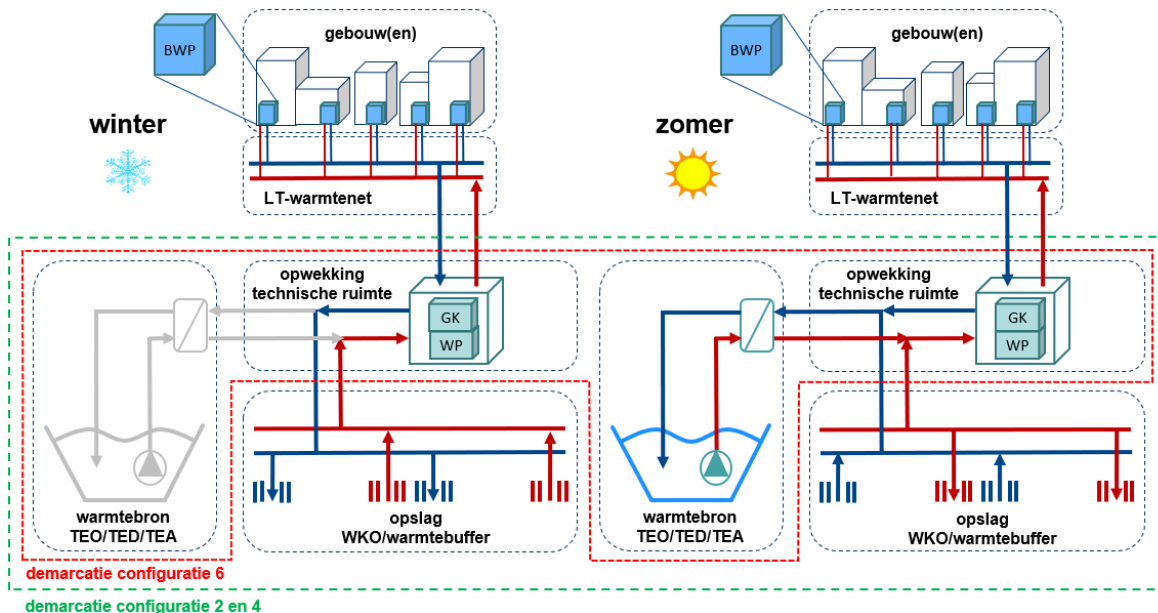 BWP
gebouw(en)
winter
LT-warmtenet
opwekking
technische ruimte
GK
WP
warmtebron
TEO/TED/TEA
opslag
WKO/warmtebuffer
BWP
gebouw(en)
zomer
LT-warmtenet
opwekking
technische ruimte
GK
WP
warmtebron
TEO/TED/TEA
opslag
WKO/warmtebuffer
demarcatie configuratie 6
demarcatie configuratie 2 en 4